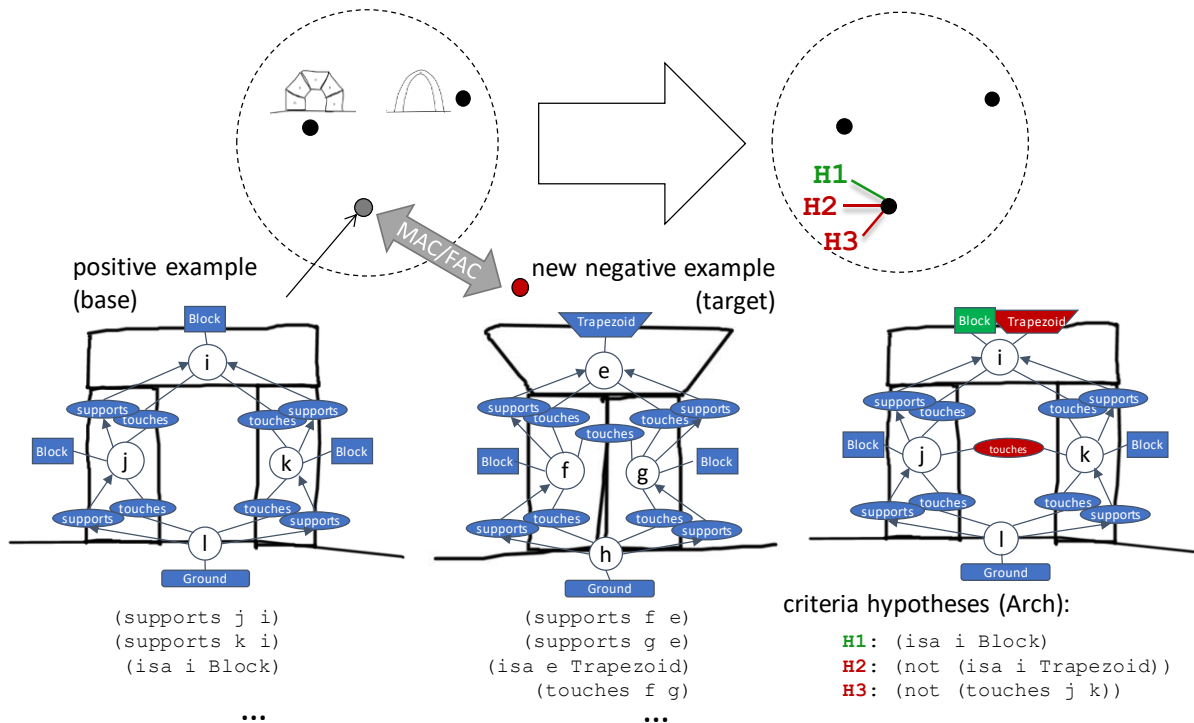 H1
H2
H3
MAC/FAC
positive example
(base)
new negative example
(target)
Block
i
supports
touches
touches
supports
Block
j
k
Block
supports
touches
touches
supports
l
Ground
(supports j i)
(supports k i)
(isa i Block)
...
Trapezoid
e
supports
touches
touches
touches
supports
Block
f
g
Block
supports
touches
touches
supports
h
Ground
(supports f e)
(supports g e)
(isa e Trapezoid)
(touches f g)
...
Block
Trapezoid
i
supports
touches
touches
supports
Block
j
touches
k
Block
supports
touches
touches
supports
l
Ground
criteria hypotheses (Arch):
H1: (isa i Block)
H2: (not (isa i Trapezoid))
H3: (not (touches j k))